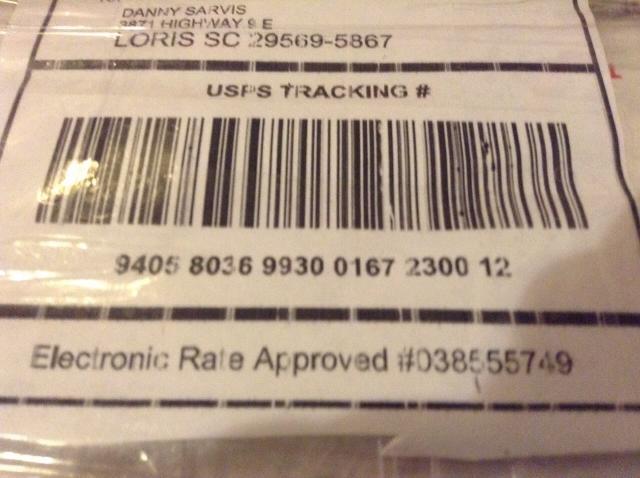 DANNY SARVIS
3871 HIGHWAY 9 E
LORIS SC 29569-5867
USPS TRACKING #
9405 8036 9930 0167 2300 12
Electronic Rate Approved #038555749